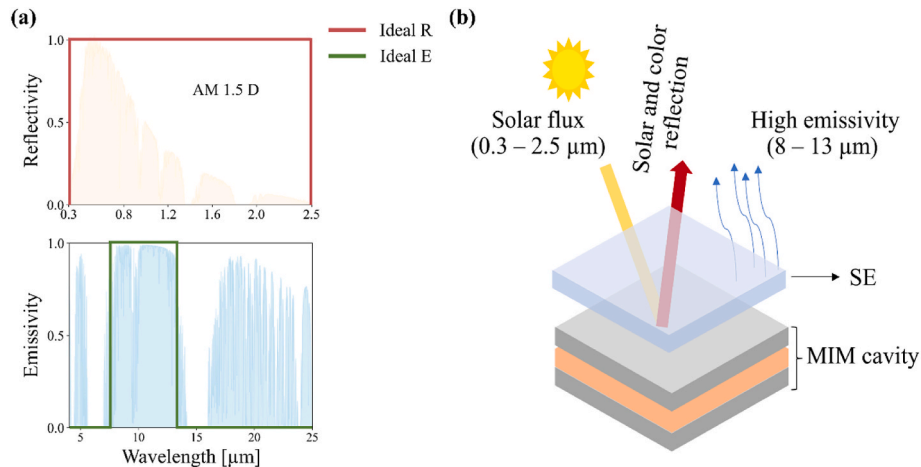 (a)
Ideal R
Ideal E
AM 1.5 D
Reflectivity
1.0
0.5
0.0
0.3 0.8 1.2 1.6 2.0 2.5
Emissivity
1.0
0.5
0.0
5 10 15 20 25
Wavelength [µm]
(b)
Solar flux
(0.3 – 2.5 µm)
Solar and color
reflection
High emissivity
(8 – 13 µm)
SE
MIM cavity